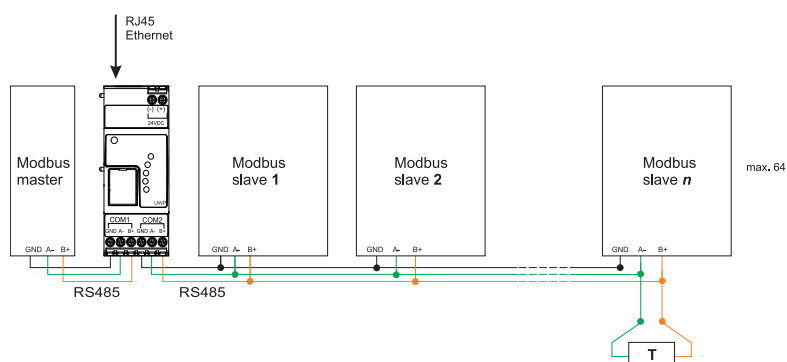 RJ45
Ethernet
(-) (+)
24VDC
Modbus
master
UWP
Modbus
slave 1
Modbus
slave 2
Modbus
slave n
max. 64
COM1 COM2
GND A- B+ GND A- B+
GND A- B+
GND A- B+
GND A- B+
GND A- B+
RS485
RS485
T